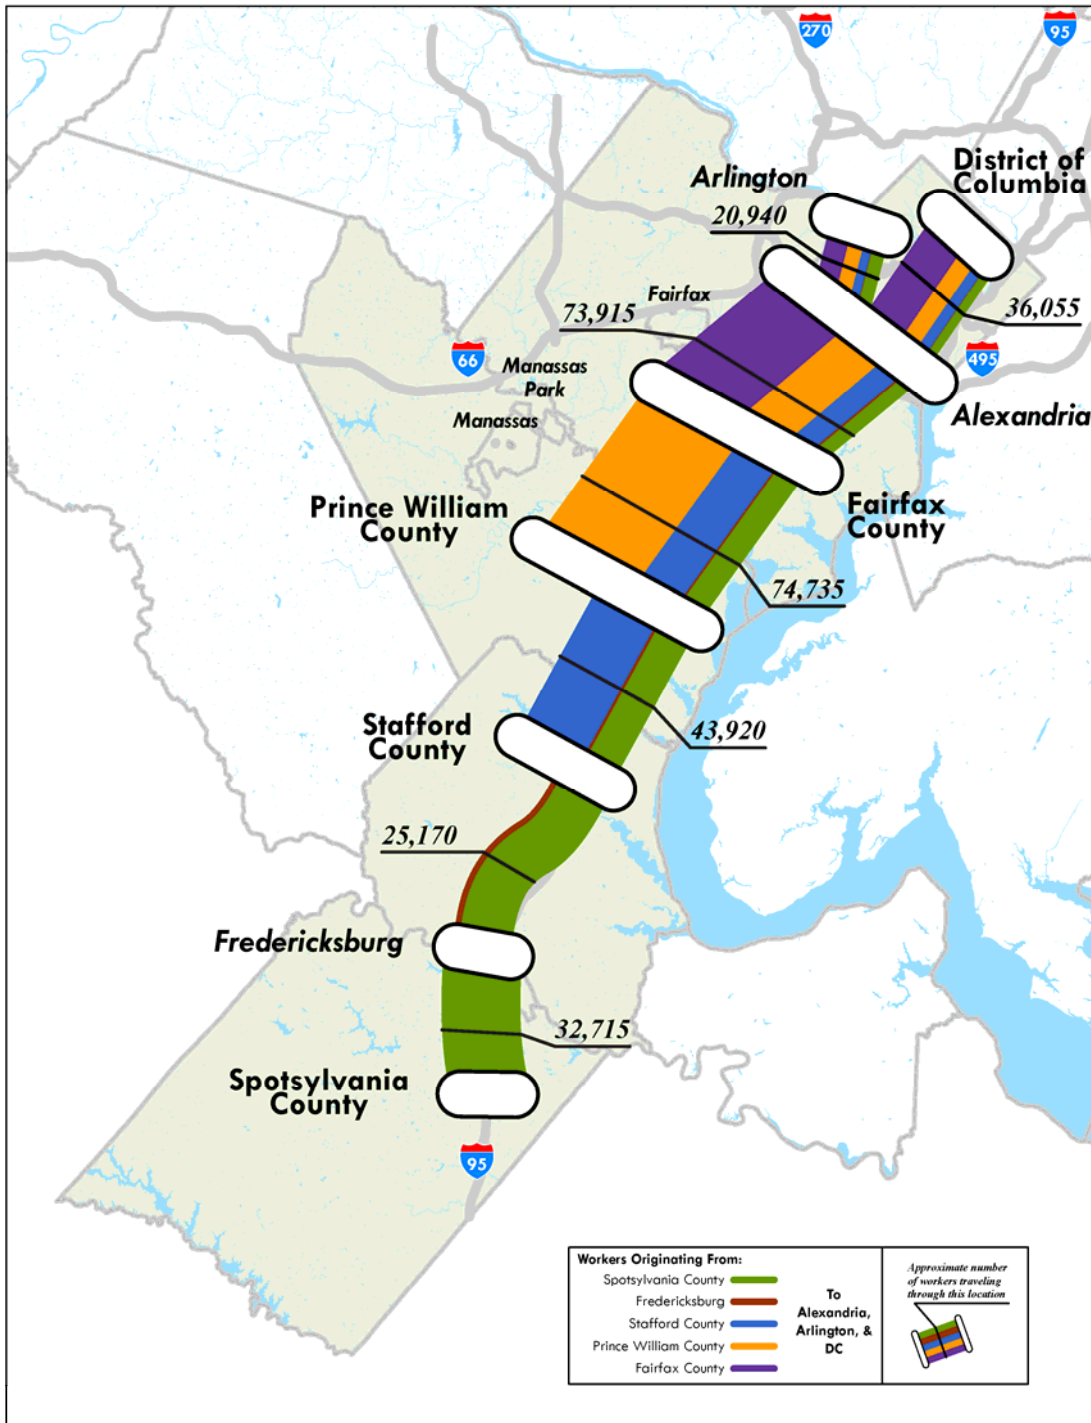 270
95
District of
Columbia
Arlington
20,940
36,055
Fairfax
73,915
66
495
Manassas
Park
Manassas
Alexandria
Prince William
County
Fairfax
County
74,735
Stafford
County
43,920
25,170
Fredericksburg
32,715
Spotsylvania
County
95
Workers Originating From:
Spotsylvania County
Fredericksburg
Stafford County
Prince William County
Fairfax County
To
Alexandria,
Arlington, &
DC
Approximate number
of workers traveling
through this location